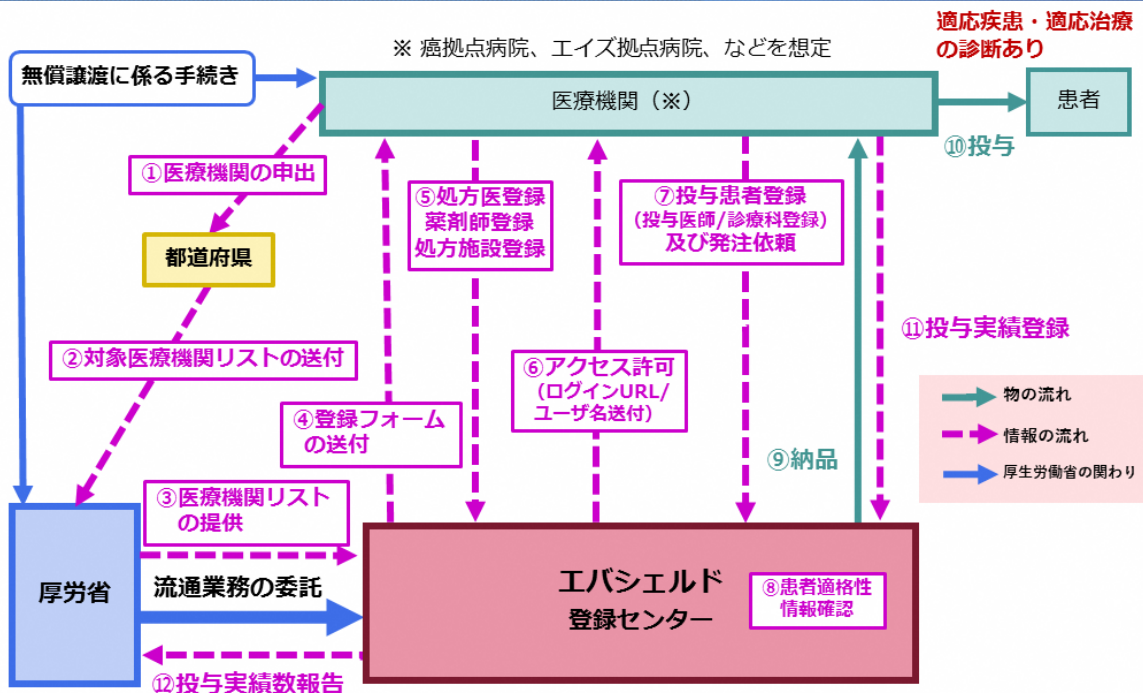 適応疾患・適応治療
の診断あり
※ 癌拠点病院、エイズ拠点病院、などを想定
無償譲渡に係る手続き
医療機関（※）
患者
⑩投与
①医療機関の申出
⑤処方医登録
薬剤師登録
処方施設登録
⑦投与患者登録
(投与医師/診療科登録)
及び発注依頼
都道府県
⑪投与実績登録
②対象医療機関リストの送付
⑥アクセス許可
(ログインURL/
ユーザ名送付)
④登録フォーム
の送付
⑨納品
物の流れ
情報の流れ
厚生労働省の関わり
③医療機関リスト
の提供
厚労省
流通業務の委託
エバシェルド
登録センター
⑧患者適格性
情報確認
⑫投与実績数報告